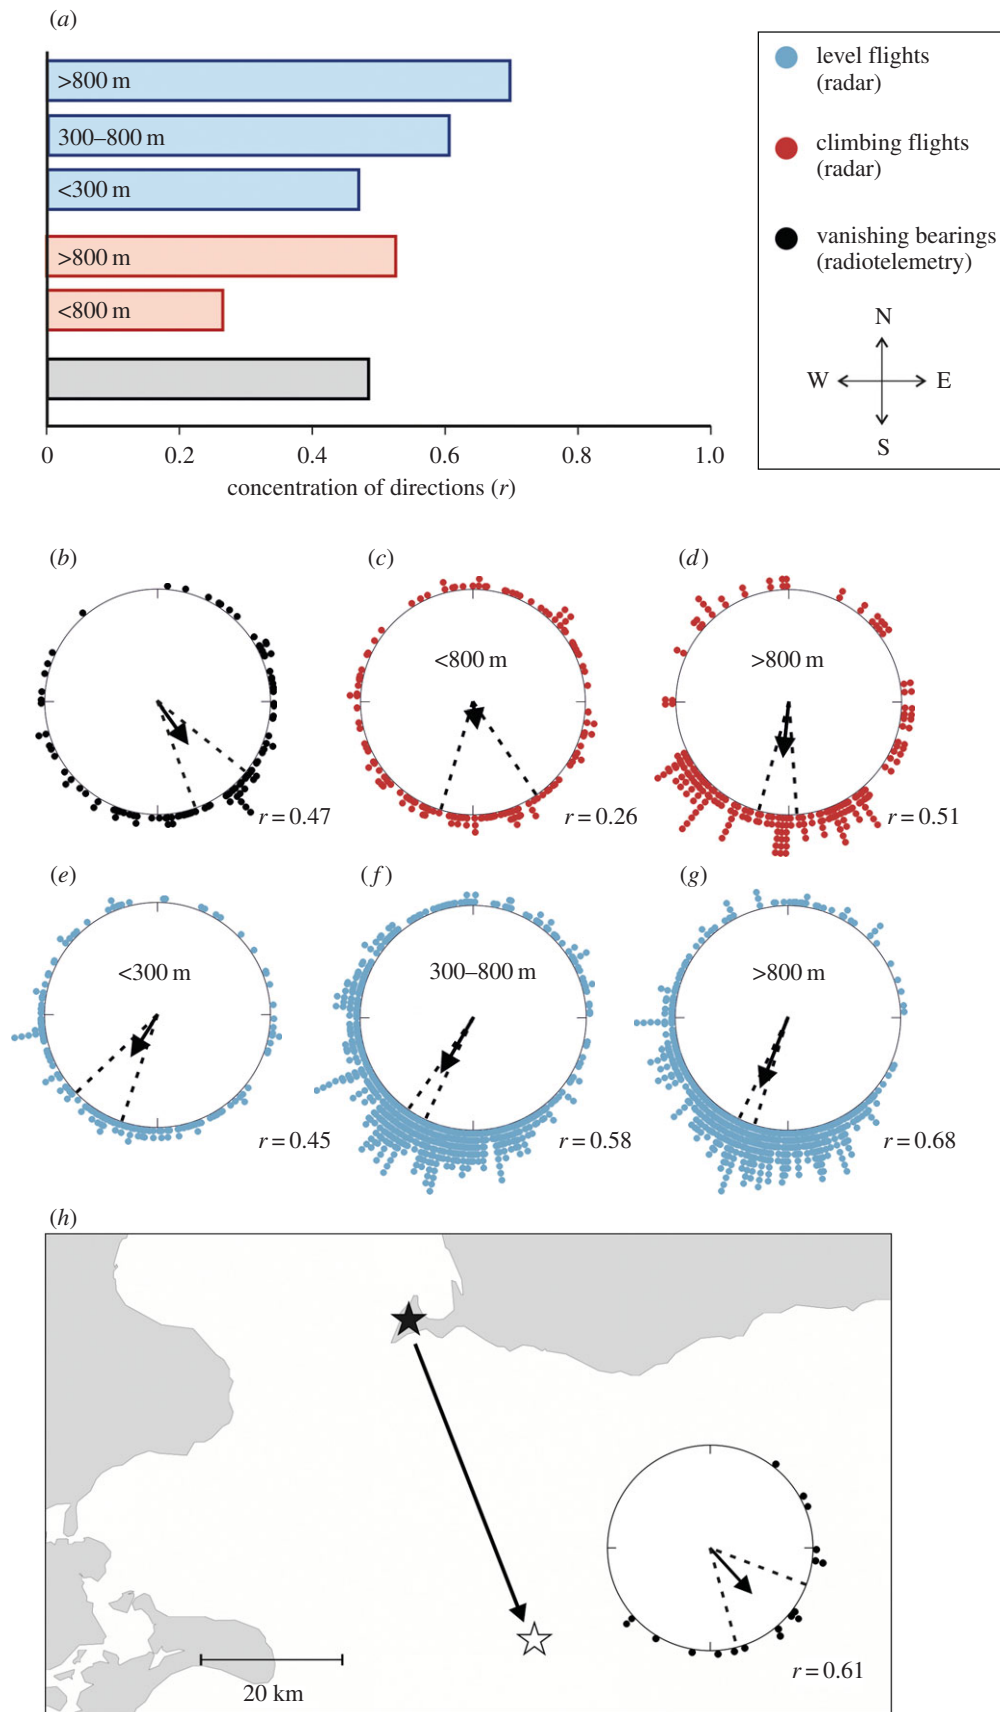 (a)
>800 m
300–800 m
<300 m
>800 m
<800 m
0 0.2 0.4 0.6 0.8 1.0
concentration of directions (r)
level flights
(radar)
climbing flights
(radar)
vanishing bearings
(radiotelemetry)
N
W E
S
(b) (c) (d)
<800 m >800 m
r = 0.47 r = 0.26 r = 0.51
(e) (f) (g)
<300 m 300–800 m >800 m
r = 0.45 r = 0.58 r = 0.68
(h)
20 km
r = 0.61